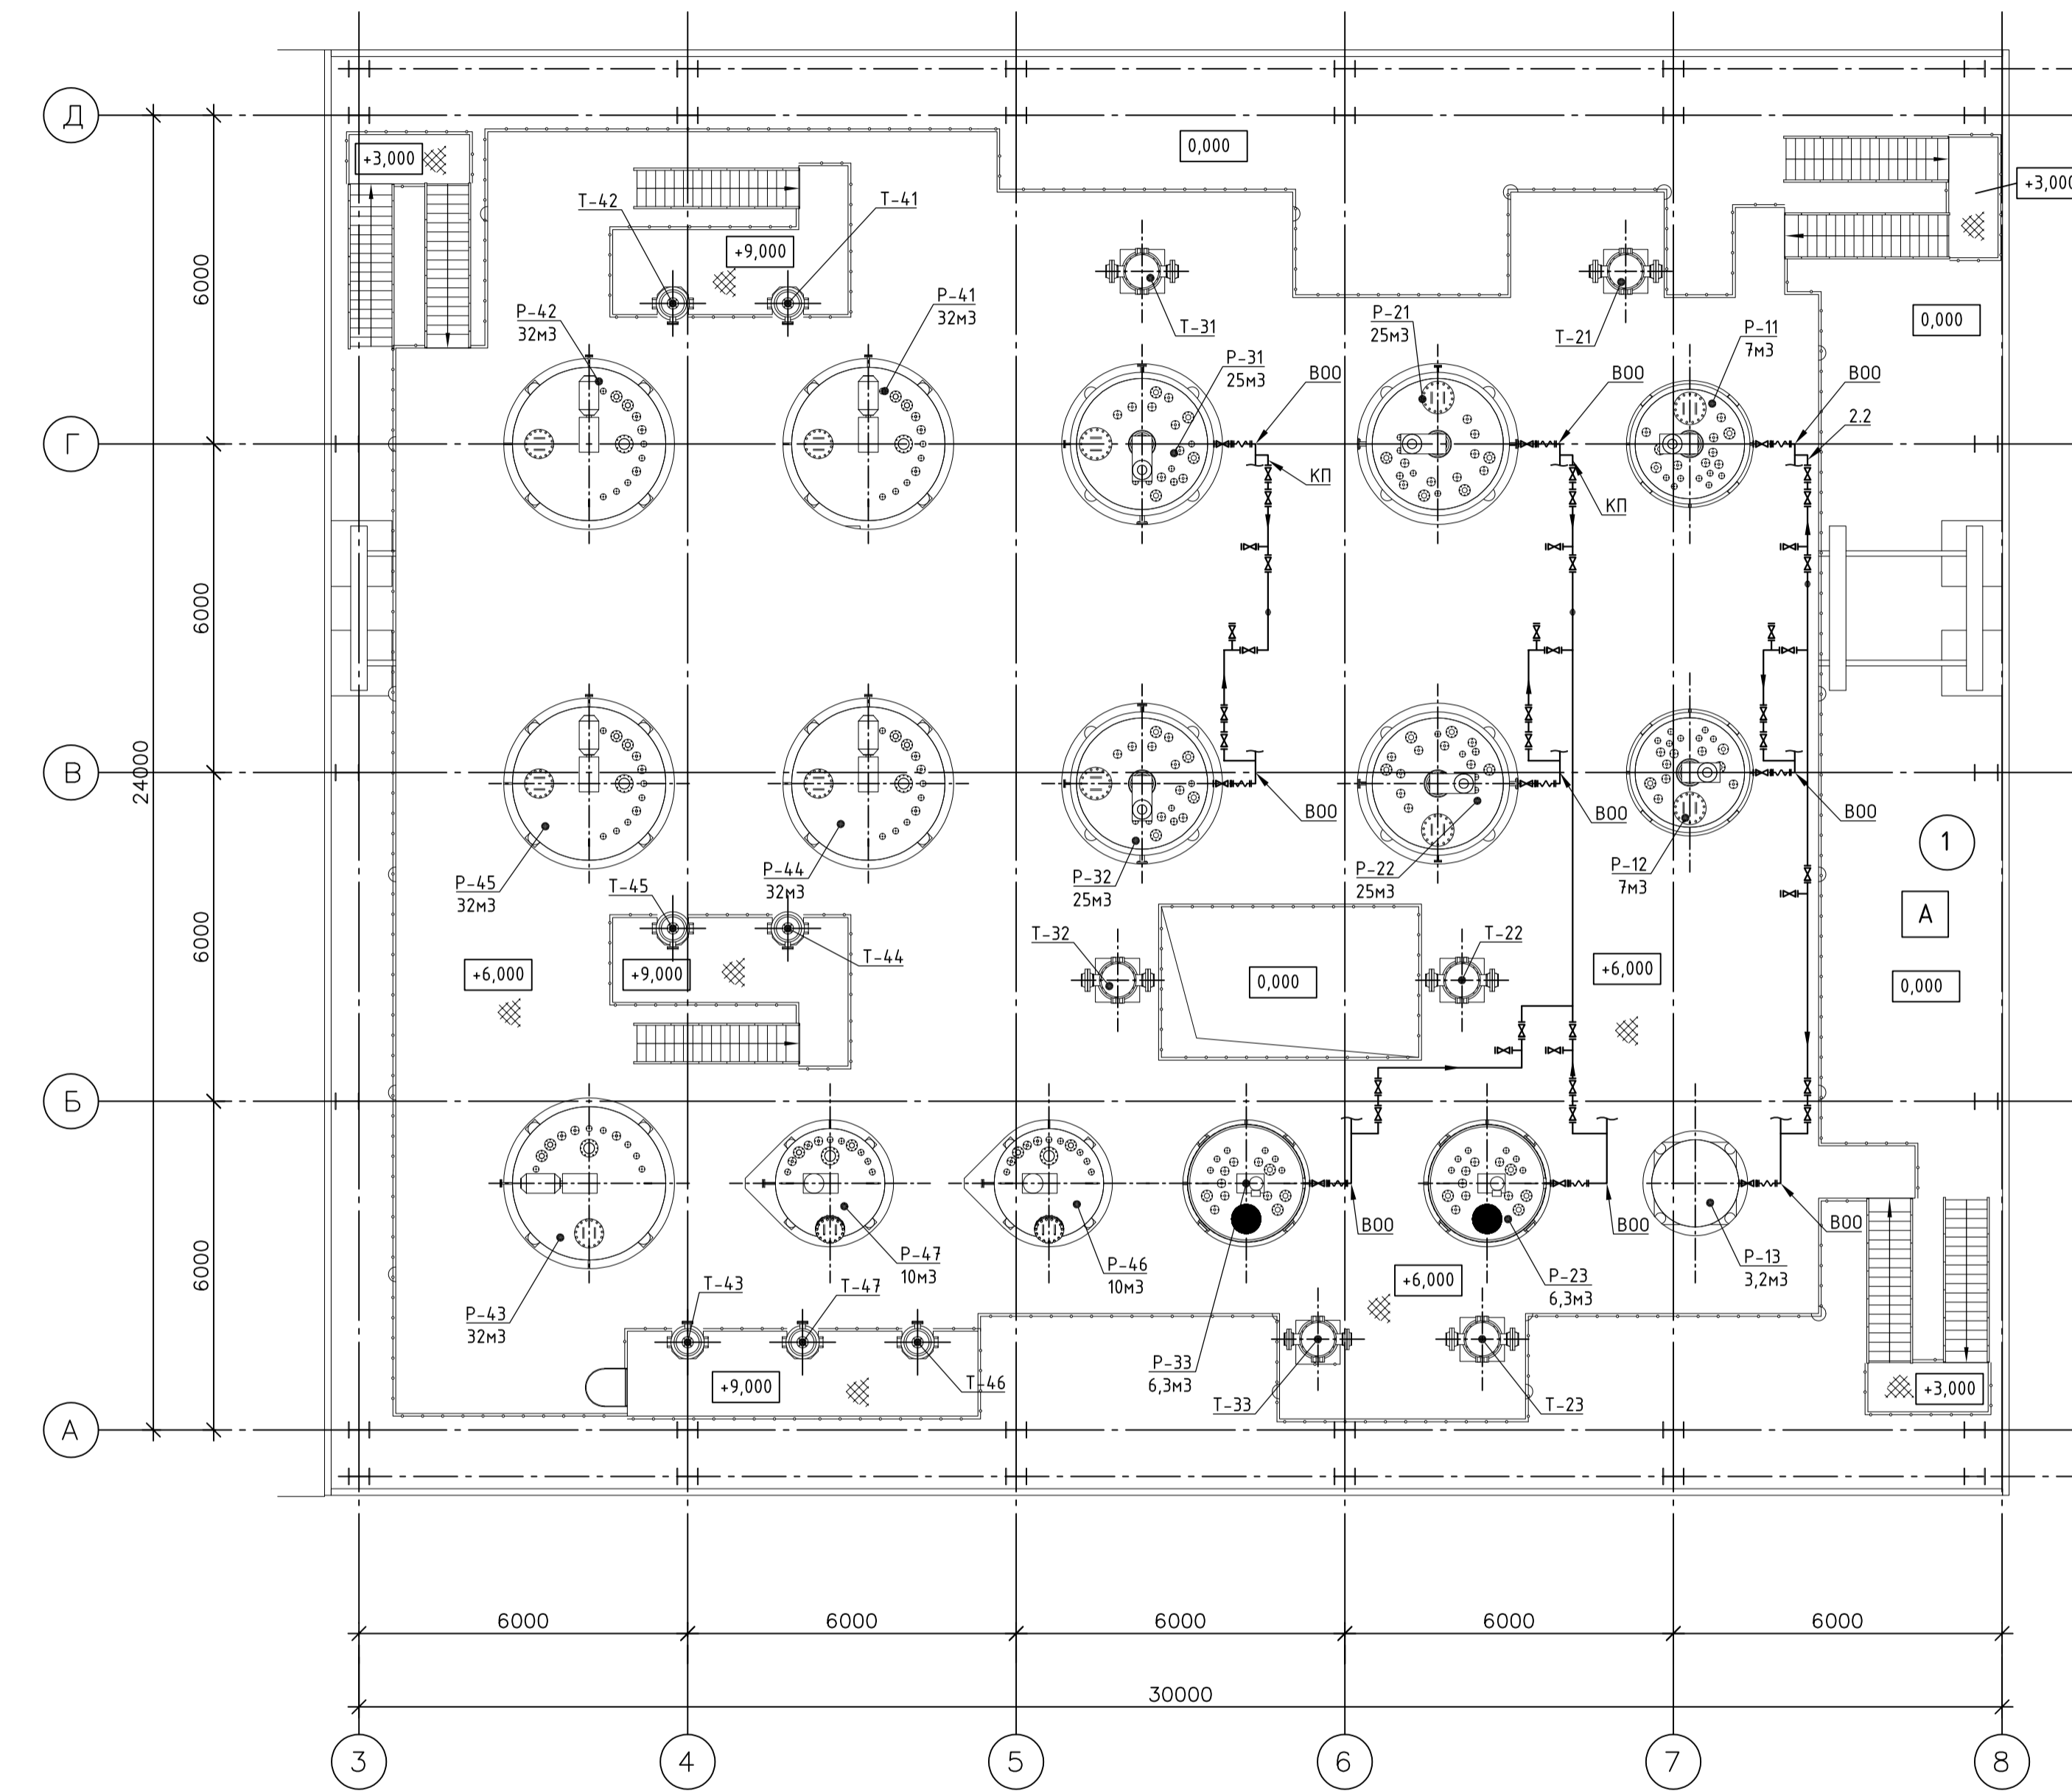 Д
+3,000
0,000
+3,000
Т-42
Т-41
+9,000
6000
Р-42
32м3
Р-41
32м3
Т-31
Р-21
25м3
Т-21
Р-11
7м3
0,000
Р-31
25м3
В00
В00
В00
2.2
Г
КП
КП
6000
24000
В
Р-45
32м3
Т-45
Р-44
32м3
Р-32
25м3
В00
Р-22
25м3
В00
Р-12
7м3
В00
1
А
6000
Т-44
Т-32
Т-22
+6,000
+9,000
0,000
+6,000
0,000
Б
6000
Р-47
10м3
Р-46
10м3
В00
В00
В00
Р-13
3,2м3
Р-43
32м3
Т-43
Т-47
+6,000
Р-23
6,3м3
Р-33
6,3м3
+9,000
Т-46
Т-33
Т-23
+3,000
А
6000
6000
6000
6000
6000
30000
3
4
5
6
7
8